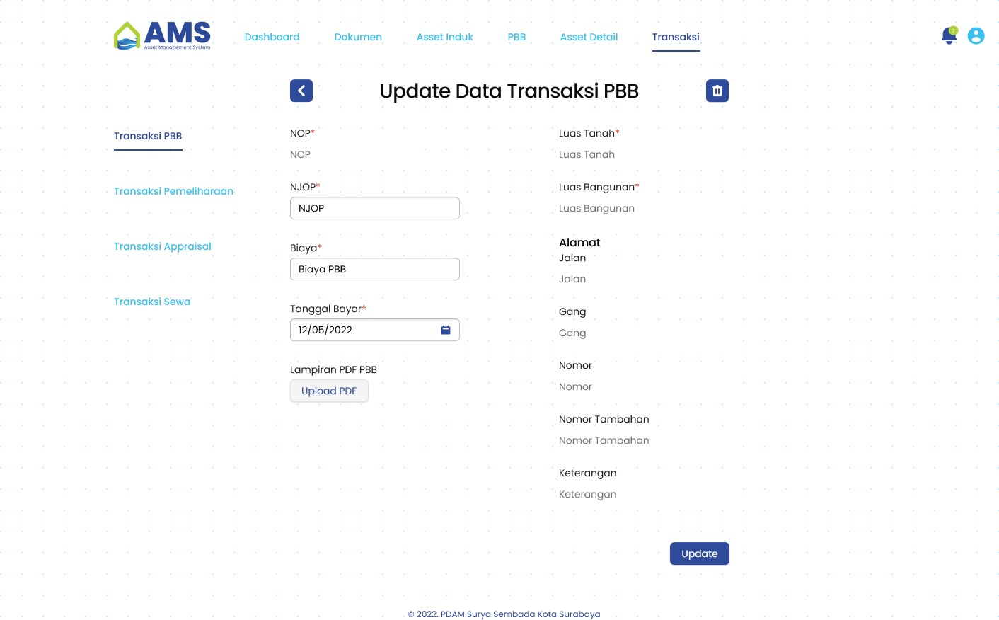 AMS
Asset Management System
Dashboard
Dokumen
Asset Induk
PBB
Asset Detail
Transaksi
2
Update Data Transaksi PBB
Transaksi PBB
Transaksi Pemeliharaan
Transaksi Appraisal
Transaksi Sewa
NOP*
NOP
NJOP*
NJOP
Biaya*
Biaya PBB
Tanggal Bayar*
12/05/2022
Lampiran PDF PBB
Upload PDF
Luas Tanah*
Luas Tanah
Luas Bangunan*
Luas Bangunan
Alamat
Jalan
Jalan
Gang
Gang
Nomor
Nomor
Nomor Tambahan
Nomor Tambahan
Keterangan
Keterangan
Update
© 2022. PDAM Surya Sembada Kota Surabaya